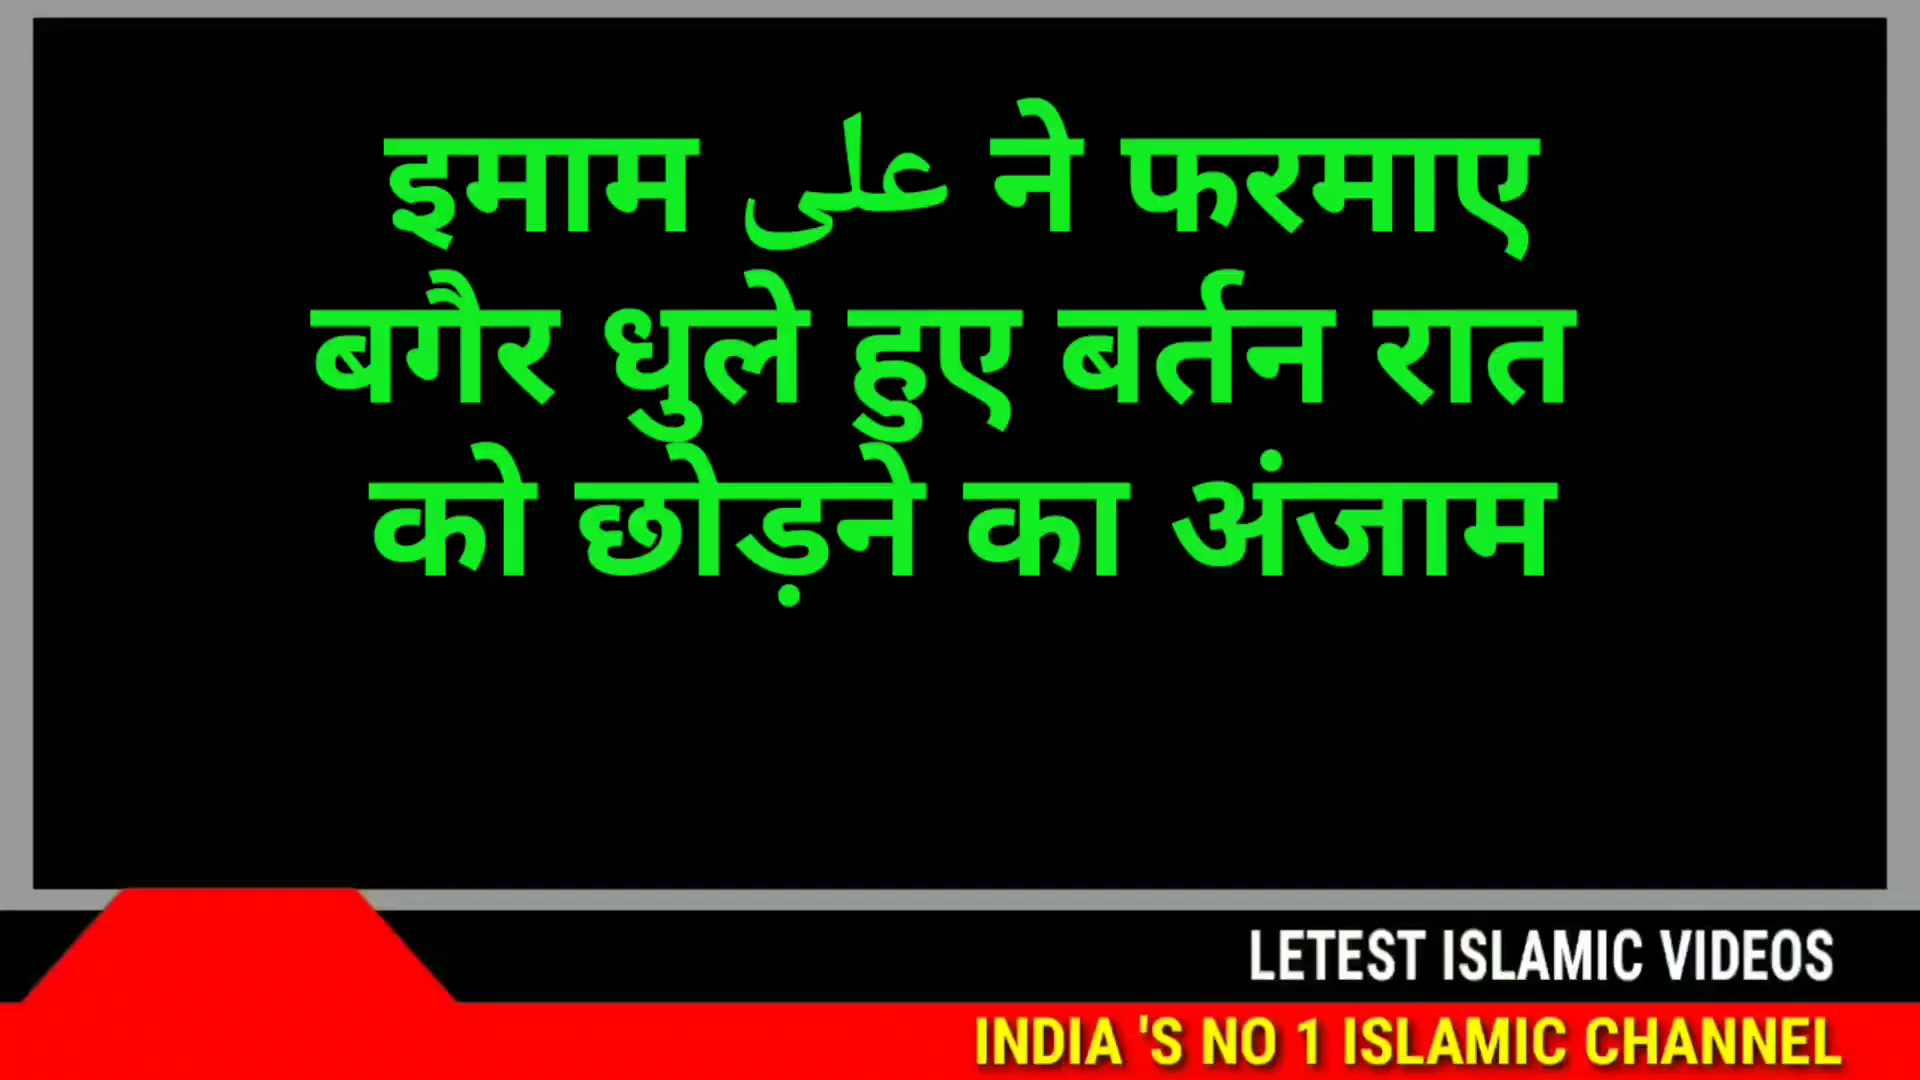 इमाम علی ने फरमाए
बगैर धुले हुए बर्तन रात
को छोड़ने का अंजाम
LETEST ISLAMIC VIDEOS
INDIA 'S NO 1 ISLAMIC CHANNEL